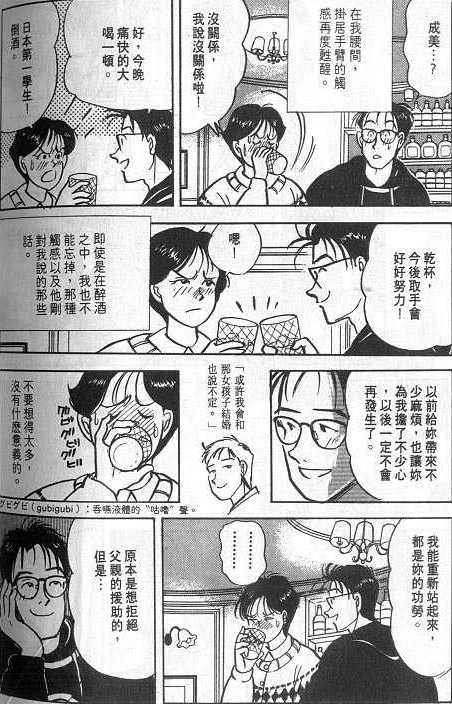 成美…?
在我腰間，
掛居手臂的觸
感再度甦醒。
沒關係，
我說沒關係啦！
好，今晚
痛快的大
喝一頓。
日本第一學生！
倒酒。
乾杯，
今後取手會
好好努力！
嗯！
即使是在醉酒
之中，我也不
能忘掉，那種
觸感以及他剛
對我說的那些
話。
以前給妳帶來不
少麻煩，也讓妳
為我擔了不少心
，以後一定不會
再發生了。
「或許我會和
那女孩子結婚
也說不定。」
グビグビグビ
不要想得太多，
沒有什麼意義的。
グビグビ(gubigubi)：吞嚥液體的“咕嚕”聲。
我能重新站起來，
都是妳的功勞。
……
……
原本是想拒絕
父親的援助的，
但是…